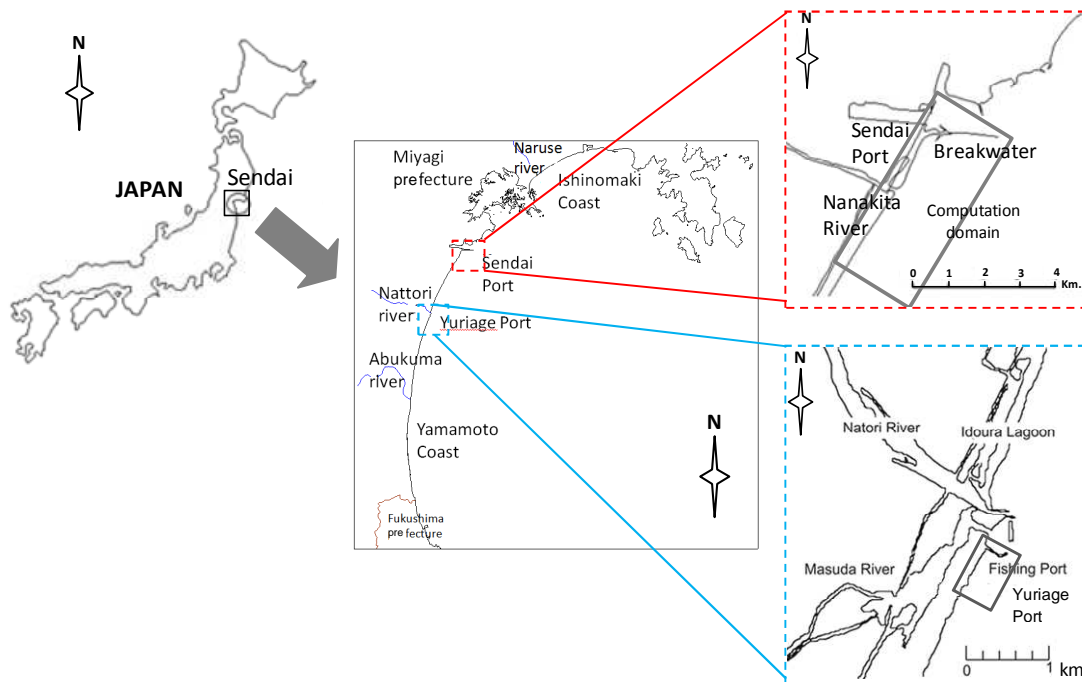 N
JAPAN
Sendai
Miyagi
prefecture
Naruse
river
Ishinomaki
Coast
Sendai
Port
Nattori
river
Yuriage Port
Abukuma
river
Yamamoto
Coast
N
Fukushima
prefecture
N
Sendai
Port
Breakwater
Nanakita
River
Computation
domain
0 1 2 3 4
Km.
N
Natori River
Idoura Lagoon
Masuda River
Fishing Port
Yuriage
Port
0 1
km